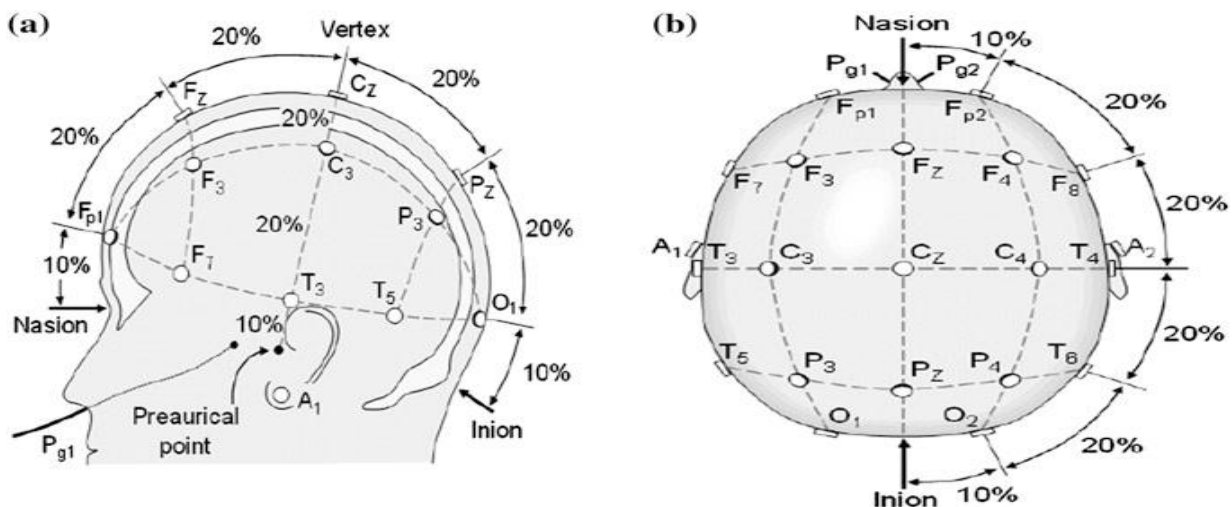 (a)
Vertex
20%
20%
Fz
Cz
20%
20%
20%
F3
C3
Pz
Fp1
P3
20%
20%
10%
F7
T3
T5
O1
Nasion
10%
10%
A1
Preaurical
point
Inion
Pg1
(b)
Nasion
10%
Pg1
Pg2
Fp1
Fp2
20%
F7
F3
FZ
F4
F8
20%
A1
T3
C3
CZ
C4
T4
A2
20%
T5
P3
PZ
P4
T6
O1
O2
20%
Inion
10%